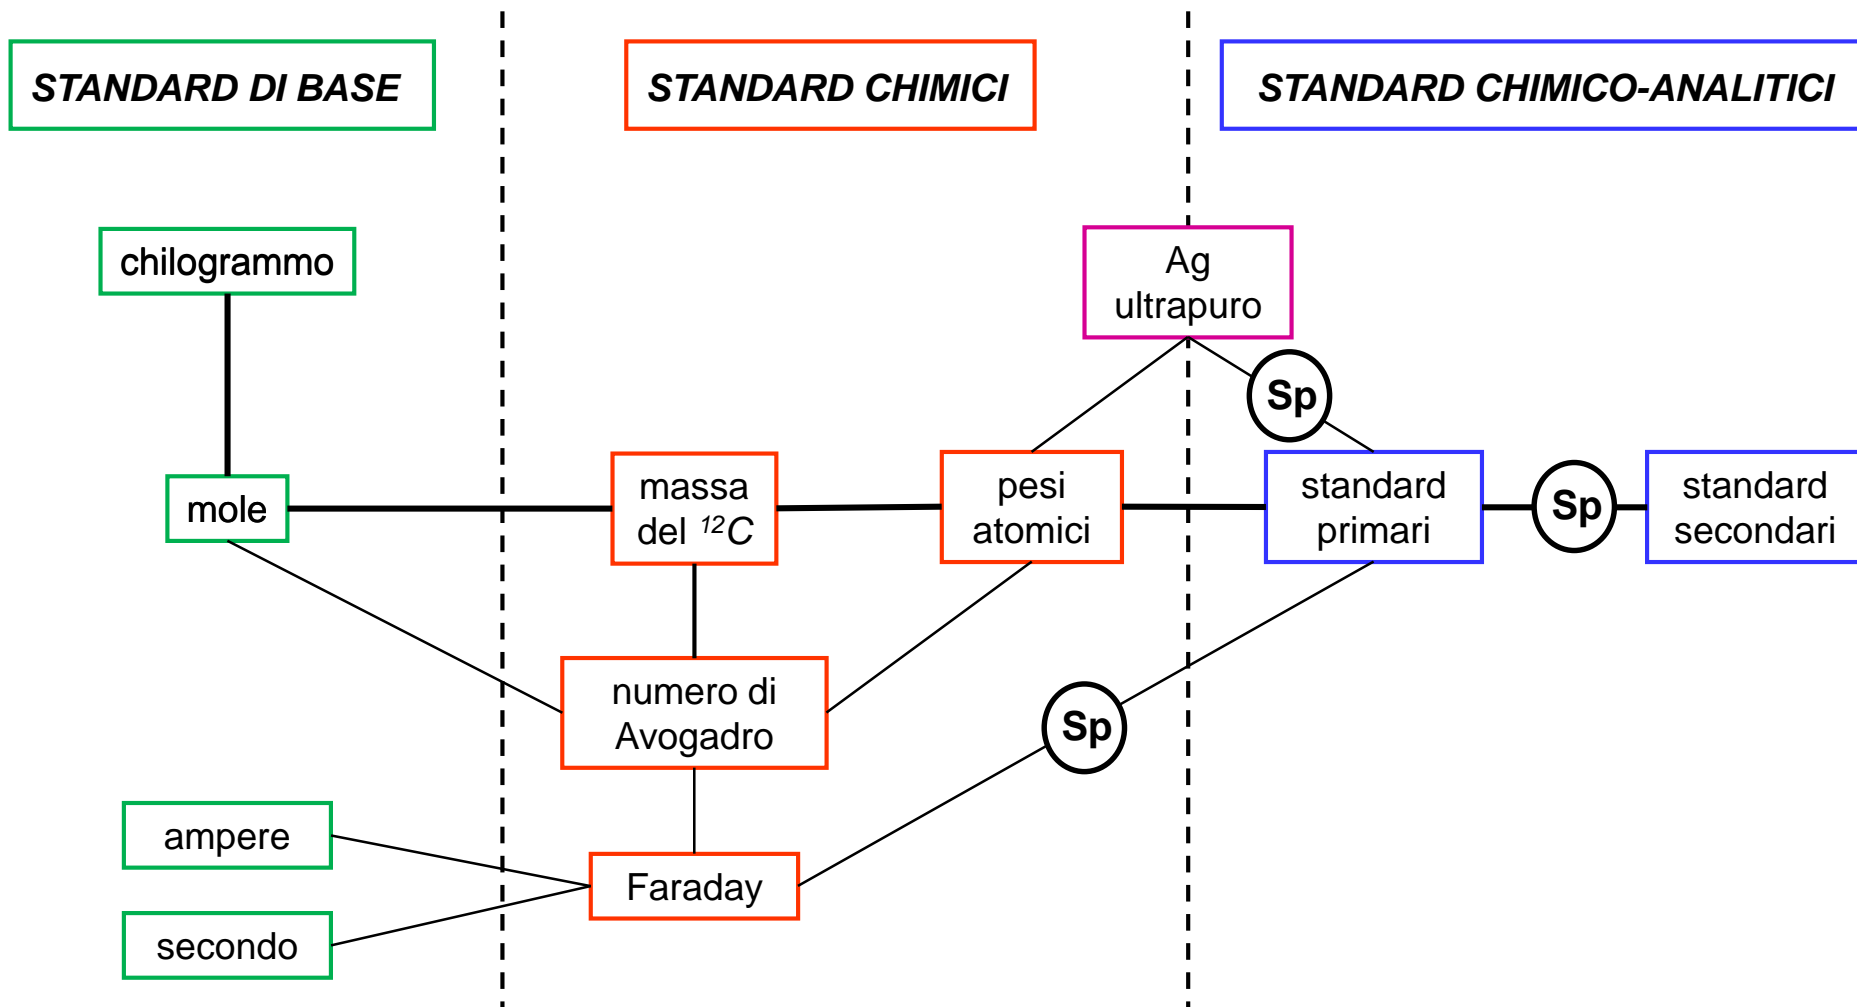 STANDARD DI BASE
STANDARD CHIMICI
STANDARD CHIMICO-ANALITICI
chilogrammo
Ag
ultrapuro
Sp
mole
massa
del ¹²C
pesi
atomici
standard
primari
Sp
standard
secondari
numero di
Avogadro
Sp
ampere
Faraday
secondo